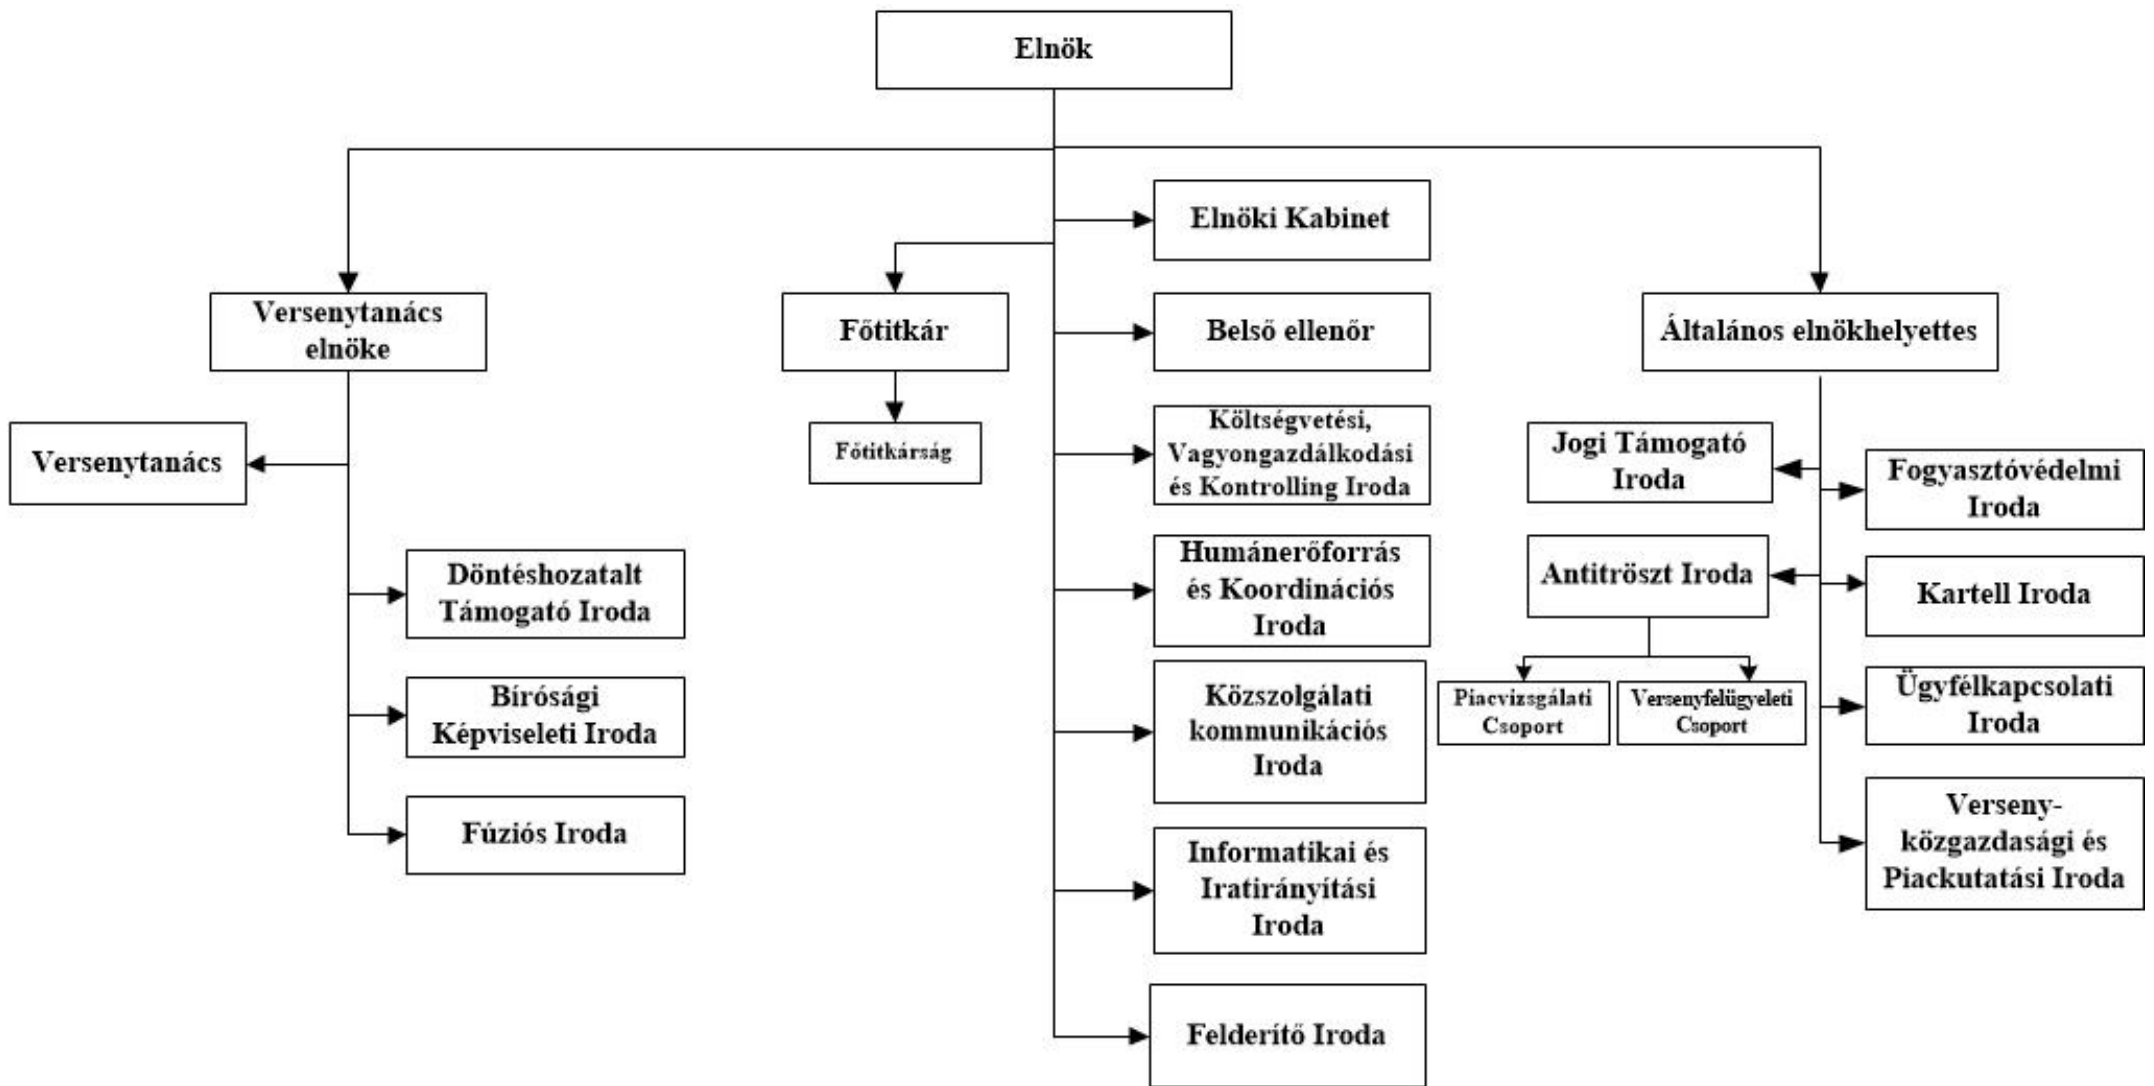 Elnök
Elnöki Kabinet
Versenytanács
elnöke
Főtitkár
Belső ellenőr
Általános elnökhelyettes
Versenytanács
Főtitkárság
Költségvetési,
Vagyongazdálkodási
és Kontrolling Iroda
Jogi Támogató
Iroda
Fogyasztóvédelmi
Iroda
Döntéshozatalt
Támogató Iroda
Humánerőforrás
és Koordinációs
Iroda
Antitröszt Iroda
Kartell Iroda
Bírósági
Képviseleti Iroda
Közszolgálati
kommunikációs
Iroda
Piacvizsgálati
Csoport
Versenyfelügyeleti
Csoport
Ügyfélkapcsolati
Iroda
Fúziós Iroda
Informatikai és
Iratirányítási
Iroda
Verseny-
közgazdasági és
Piackutatási Iroda
Felderítő Iroda